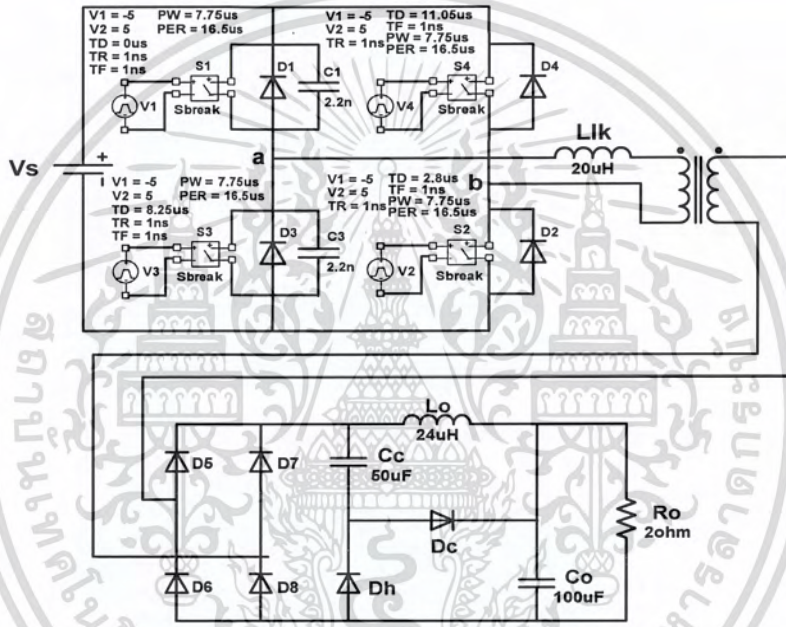 V1 = -5 PW = 7.75us
V2 = 5 PER = 16.5us
TD = 0us
TR = 1ns
TF = 1ns
S1
V1
Sbreak
D1
C1
2.2n
V1 = -5 TD = 11.05us
V2 = 5 TF = 1ns
TR = 1ns PW = 7.75us
PER = 16.5us
S4
V4
Sbreak
D4
Vs
+
a
Llk
20uH
b
V1 = -5 PW = 7.75us
V2 = 5 PER = 16.5us
TD = 8.25us
TR = 1ns
TF = 1ns
S3
V3
Sbreak
D3
C3
2.2n
V1 = -5 TD = 2.8us
V2 = 5 TF = 1ns
TR = 1ns PW = 7.75us
PER = 16.5us
S2
V2
Sbreak
D2
Lo
24uH
D5
D7
Cc
50uF
Dc
Ro
2ohm
D6
D8
Dh
Co
100uF